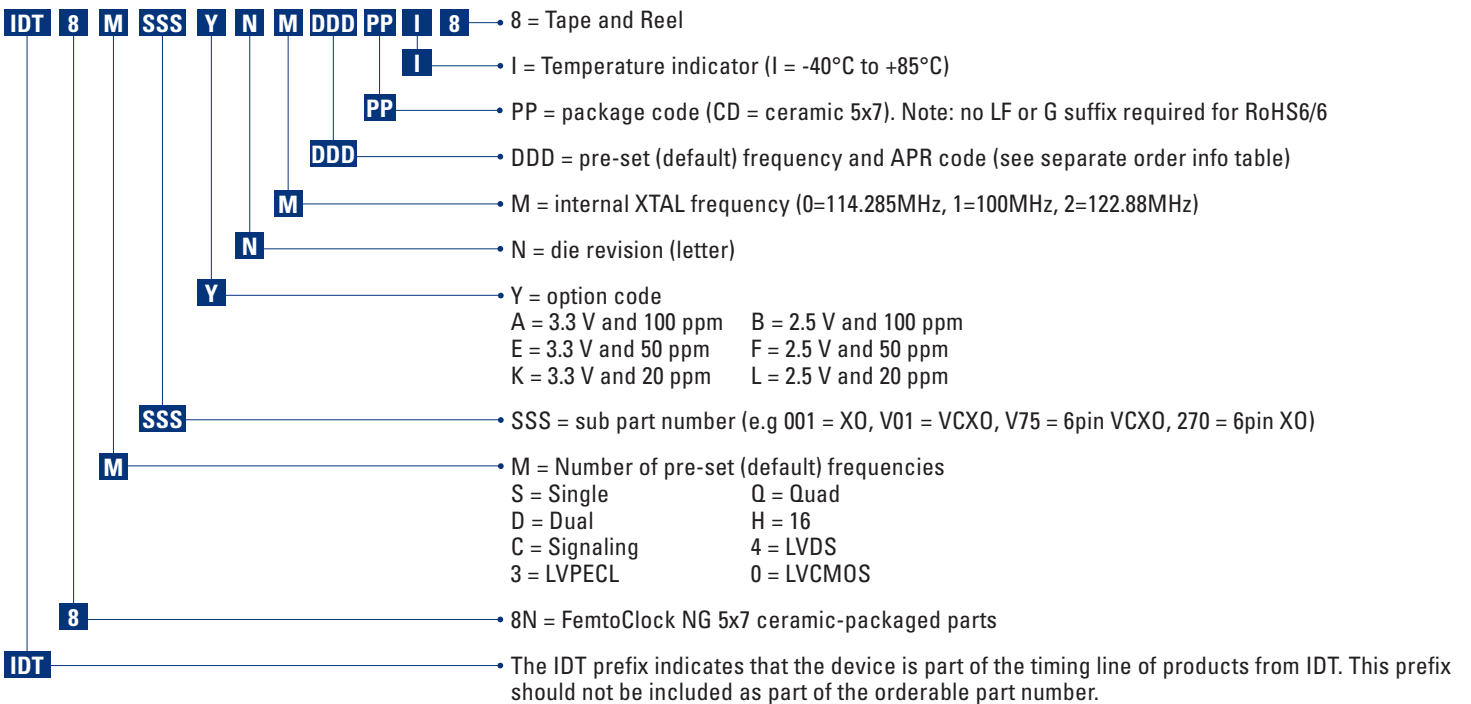 IDT 8 M SSS Y N M DDD PP I 8 8 = Tape and Reel
I I = Temperature indicator (I = -40°C to +85°C)
PP PP = package code (CD = ceramic 5x7). Note: no LF or G suffix required for RoHS6/6
DDD DDD = pre-set (default) frequency and APR code (see separate order info table)
M M = internal XTAL frequency (0=114.285MHz, 1=100MHz, 2=122.88MHz)
N N = die revision (letter)
Y Y = option code
A = 3.3 V and 100 ppm B = 2.5 V and 100 ppm
E = 3.3 V and 50 ppm F = 2.5 V and 50 ppm
K = 3.3 V and 20 ppm L = 2.5 V and 20 ppm
SSS SSS = sub part number (e.g 001 = XO, V01 = VCXO, V75 = 6pin VCXO, 270 = 6pin XO)
M M = Number of pre-set (default) frequencies
S = Single Q = Quad
D = Dual H = 16
C = Signaling 4 = LVDS
3 = LVPECL 0 = LVCMOS
8 8N = FemtoClock NG 5x7 ceramic-packaged parts
IDT The IDT prefix indicates that the device is part of the timing line of products from IDT. This prefix
should not be included as part of the orderable part number.